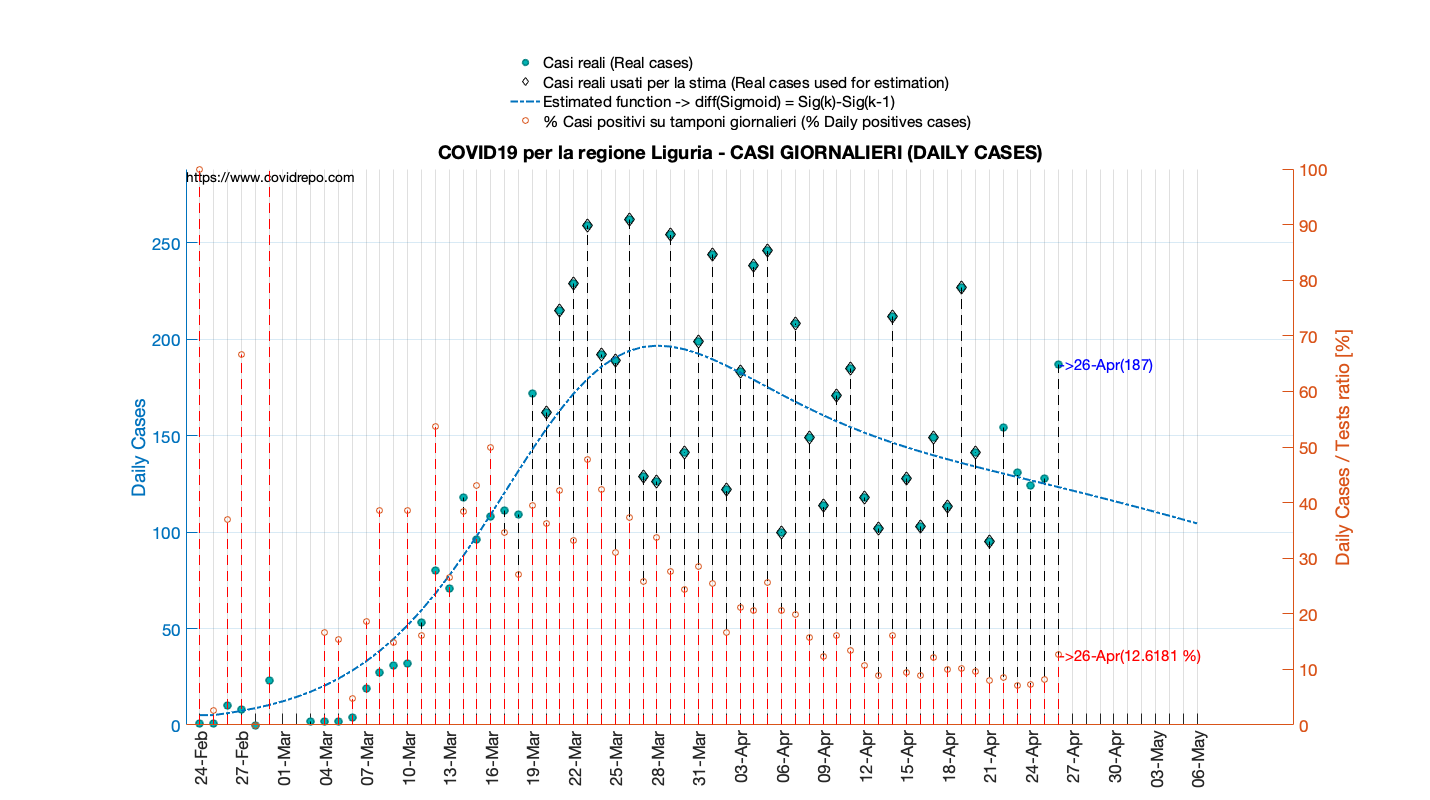 Casi reali (Real cases)
Casi reali usati per la stima (Real cases used for estimation)
Estimated function -> diff(Sigmoid) = Sig(k)-Sig(k-1)
% Casi positivi su tamponi giornalieri (% Daily positives cases)
COVID19 per la regione Liguria - CASI GIORNALIERI (DAILY CASES)
https://www.covidrepo.com
Daily Cases
250
200
150
100
50
0
100
90
80
70
60
50
40
30
20
10
0
Daily Cases / Tests ratio [%]
->26-Apr(187)
->26-Apr(12.6181 %)
24-Feb
27-Feb
01-Mar
04-Mar
07-Mar
10-Mar
13-Mar
16-Mar
19-Mar
22-Mar
25-Mar
28-Mar
31-Mar
03-Apr
06-Apr
09-Apr
12-Apr
15-Apr
18-Apr
21-Apr
24-Apr
27-Apr
30-Apr
03-May
06-May